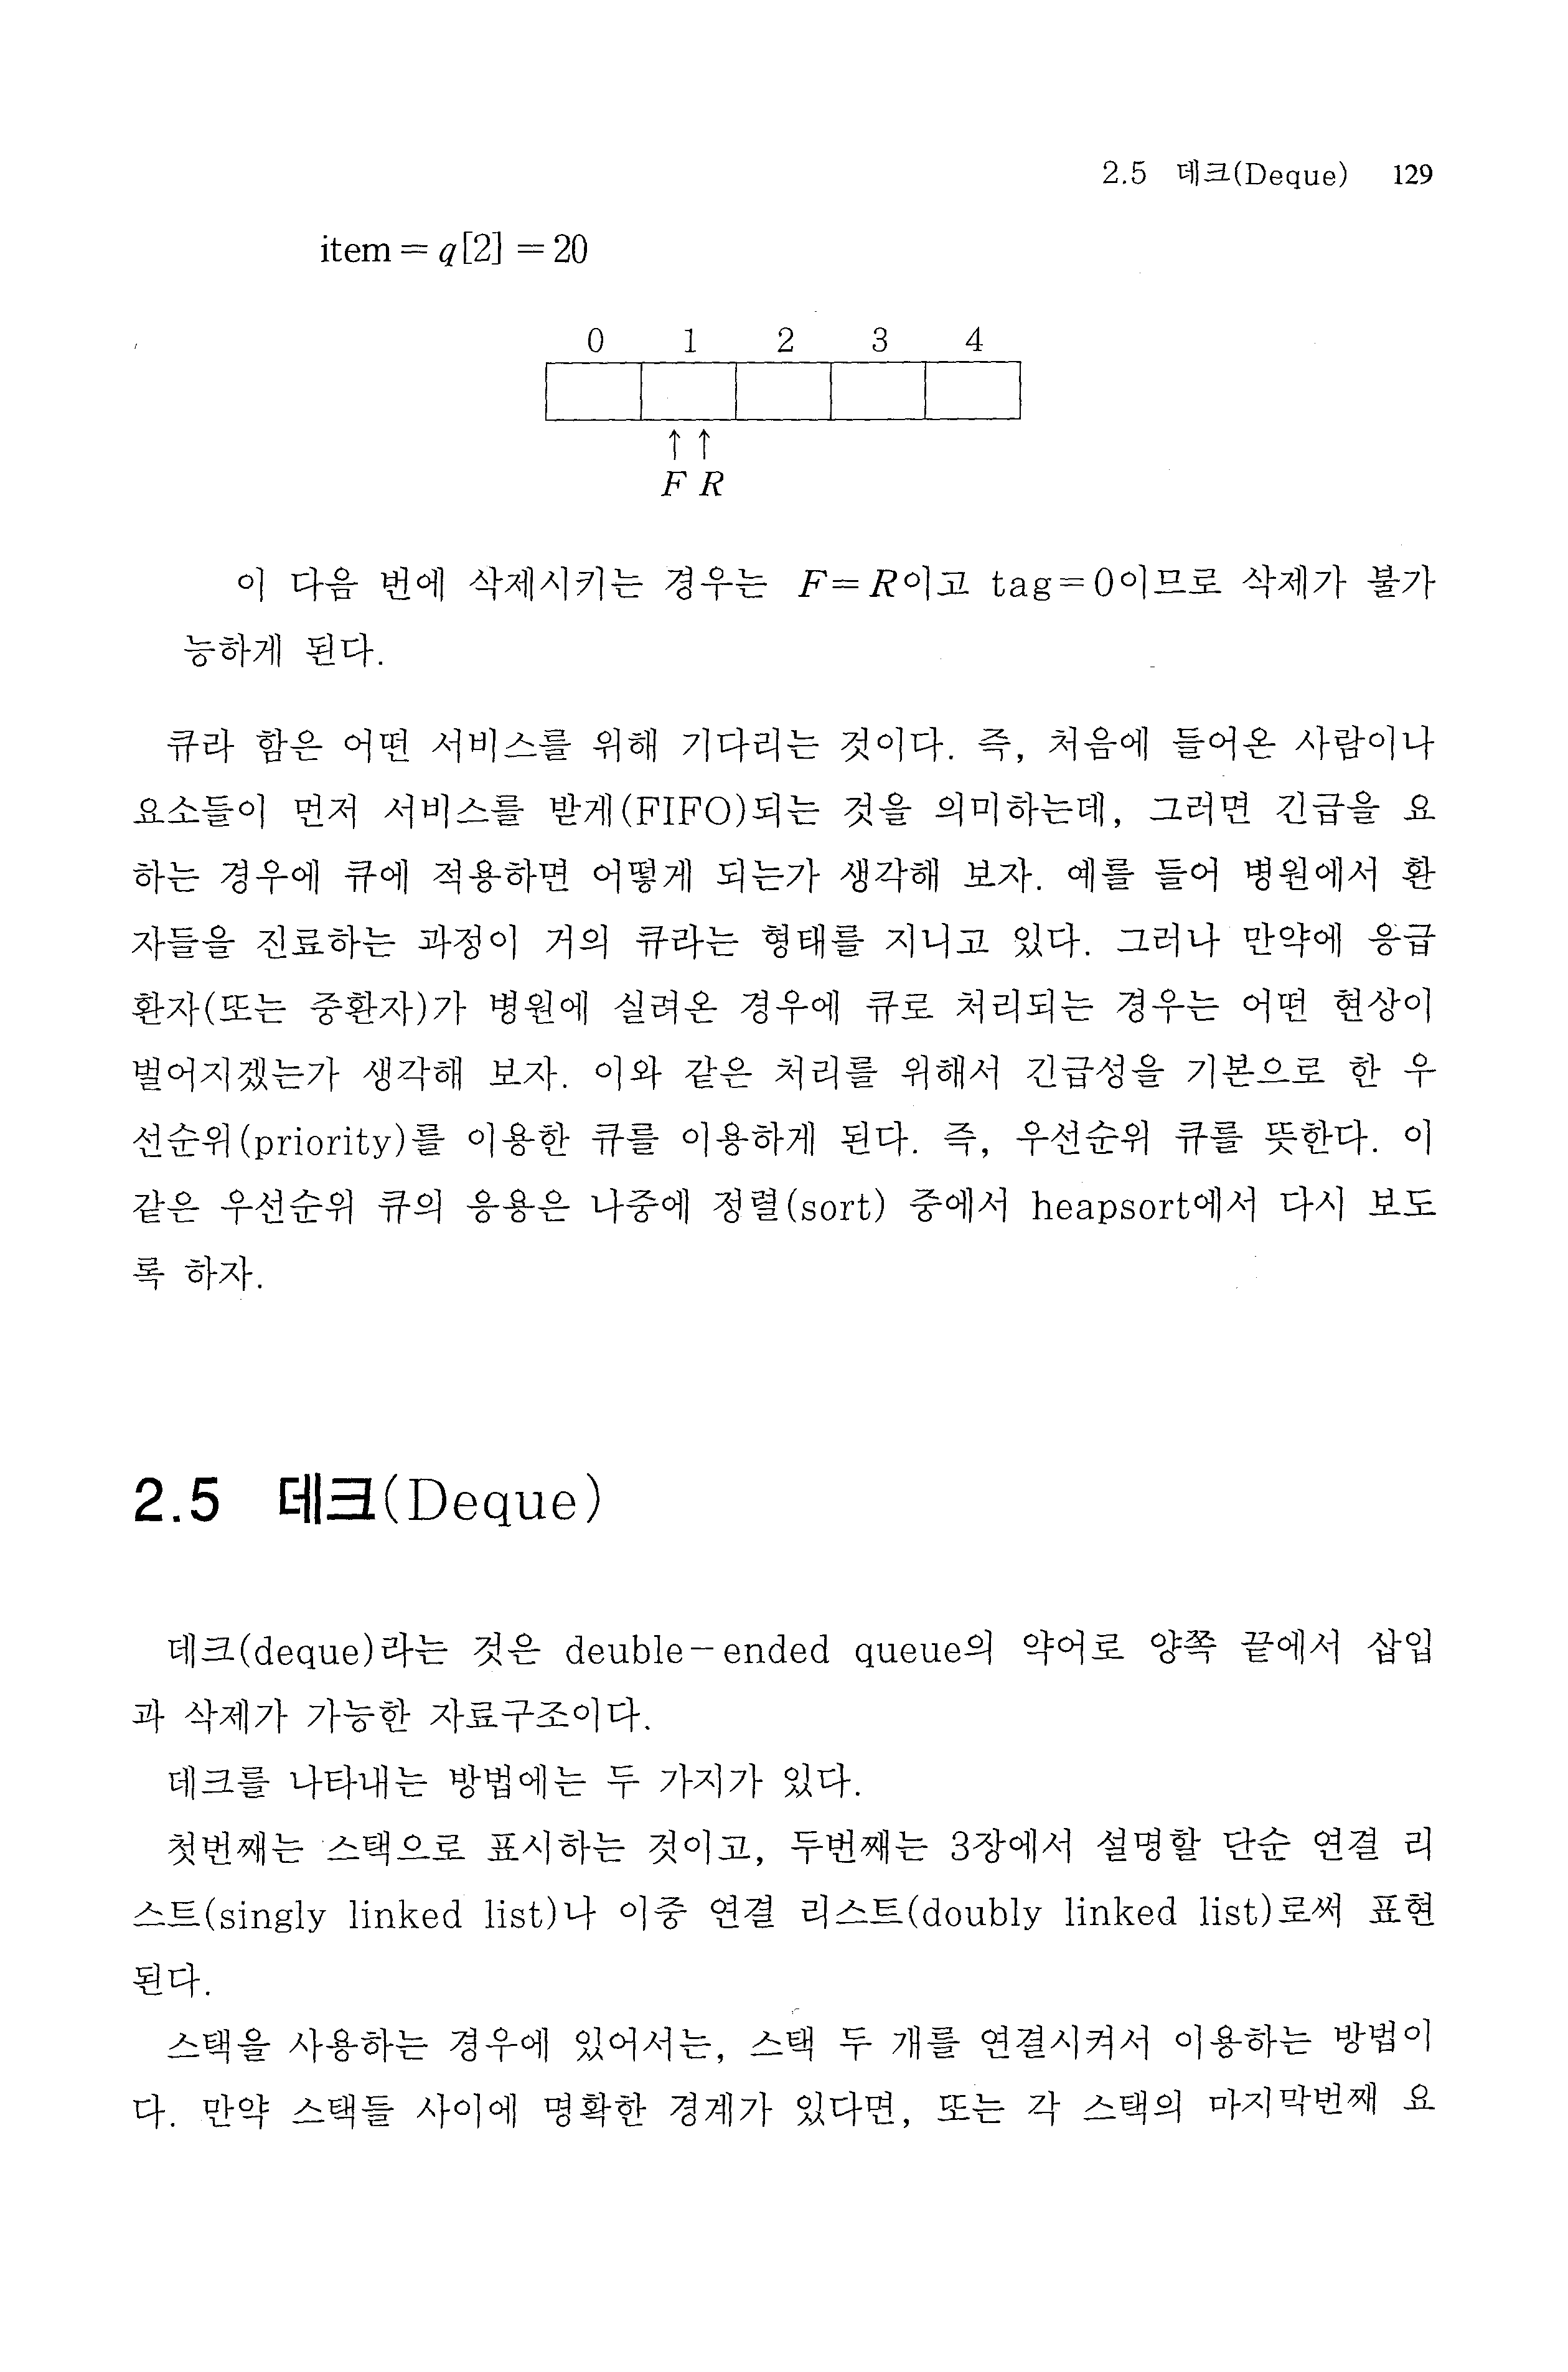 2.5 데크(Deque) 129
item = q[2] = 20
0 1 2 3 4
↑ ↑
F R
이 다음 번에 삭제시키는 경우는 F=R이고 tag=0이므로 삭제가 불가
능하게 된다.
큐라 함은 어떤 서비스를 위해 기다리는 것이다. 즉, 처음에 들어온 사람이나
요소들이 먼저 서비스를 받게(FIFO)되는 것을 의미하는데, 그러면 긴급을 요
하는 경우에 큐에 적용하면 어떻게 되는가 생각해 보자. 예를 들어 병원에서 환
자들을 진료하는 과정이 거의 큐라는 형태를 지니고 있다. 그러나 만약에 응급
환자(또는 중환자)가 병원에 실려온 경우에 큐로 처리되는 경우는 어떤 현상이
벌어지겠는가 생각해 보자. 이와 같은 처리를 위해서 긴급성을 기본으로 한 우
선순위(priority)를 이용한 큐를 이용하게 된다. 즉, 우선순위 큐를 뜻한다. 이
같은 우선순위 큐의 응용은 나중에 정렬(sort) 중에서 heapsort에서 다시 보도
록 하자.
2.5 데크(Deque)
데크(deque)라는 것은 deuble-ended queue의 약어로 양쪽 끝에서 삽입
과 삭제가 가능한 자료구조이다.
데크를 나타내는 방법에는 두 가지가 있다.
첫번째는 스택으로 표시하는 것이고, 두번째는 3장에서 설명할 단순 연결 리
스트(singly linked list)나 이중 연결 리스트(doubly linked list)로써 표현
된다.
스택을 사용하는 경우에 있어서는, 스택 두 개를 연결시켜서 이용하는 방법이
다. 만약 스택들 사이에 명확한 경계가 있다면, 또는 각 스택의 마지막번째 요